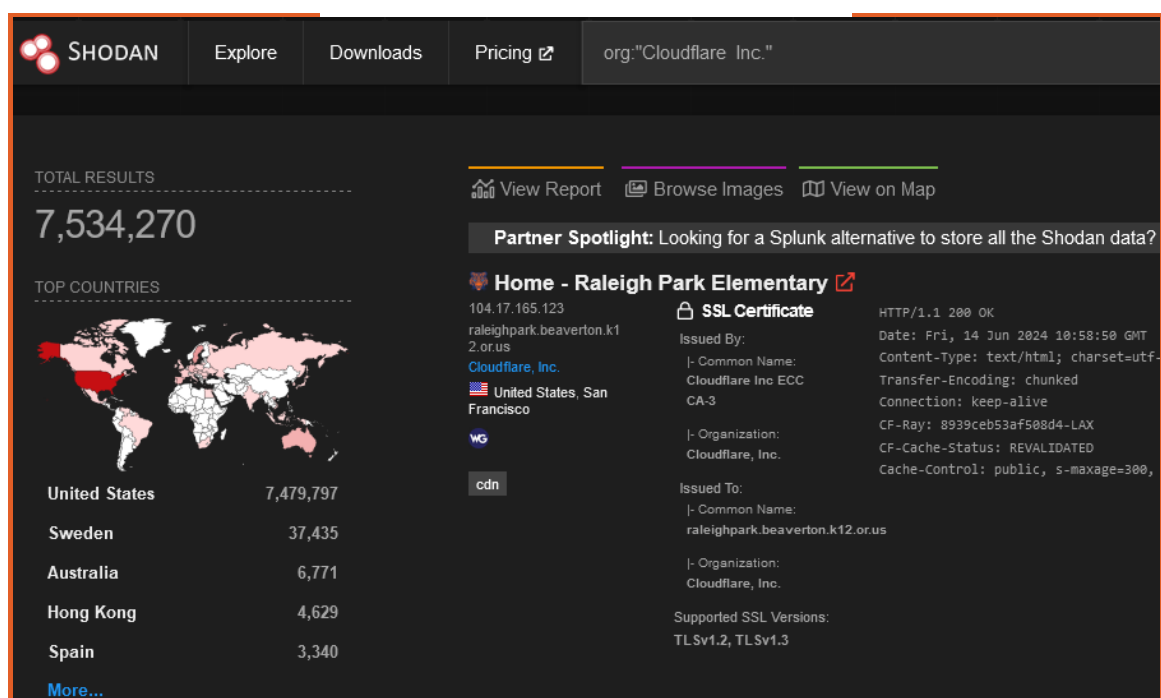 SHODAN Explore Downloads Pricing org:"Cloudflare Inc."
TOTAL RESULTS
7,534,270
TOP COUNTRIES
United States 7,479,797
Sweden 37,435
Australia 6,771
Hong Kong 4,629
Spain 3,340
More...
View Report Browse Images View on Map
Partner Spotlight: Looking for a Splunk alternative to store all the Shodan data?
Home - Raleigh Park Elementary
104.17.165.123
raleighpark.beaverton.k1
2.or.us
Cloudflare, Inc.
United States, San
Francisco
WG
cdn
SSL Certificate
Issued By:
|- Common Name:
Cloudflare Inc ECC
CA-3
|- Organization:
Cloudflare, Inc.
Issued To:
|- Common Name:
raleighpark.beaverton.k12.or.us
|- Organization:
Cloudflare, Inc.
Supported SSL Versions:
TLSv1.2, TLSv1.3
HTTP/1.1 200 OK
Date: Fri, 14 Jun 2024 10:58:50 GMT
Content-Type: text/html; charset=utf-
Transfer-Encoding: chunked
Connection: keep-alive
CF-Ray: 8939ceb53af508d4-LAX
CF-Cache-Status: REVALIDATED
Cache-Control: public, s-maxage=300,